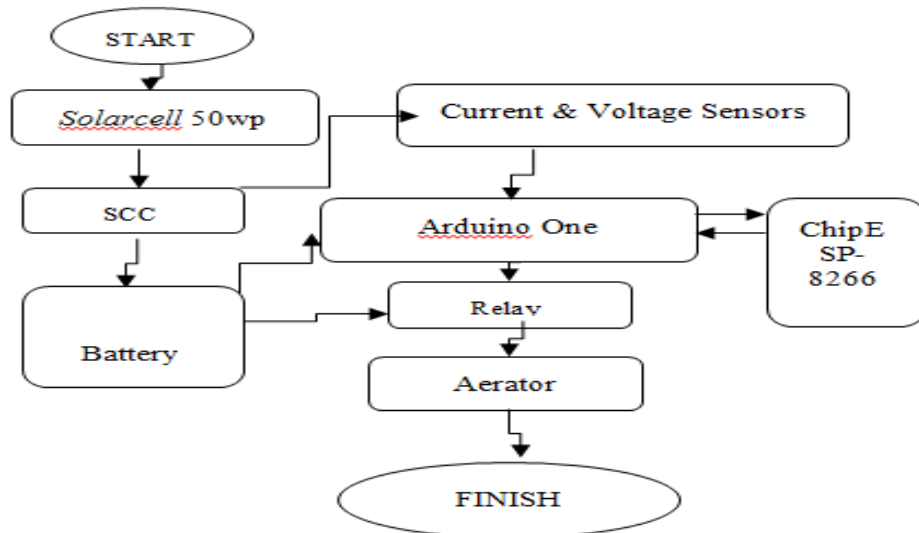 START
Solarcell 50wp
Current & Voltage Sensors
SCC
Arduino One
ChipE
SP-
8266
Relay
Battery
Aerator
FINISH